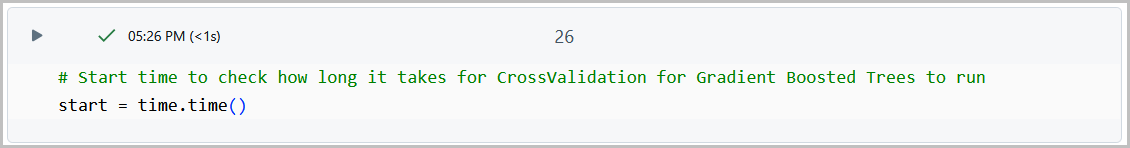 05:26 PM (<1s)
26
# Start time to check how long it takes for CrossValidation for Gradient Boosted Trees to run
start = time.time()